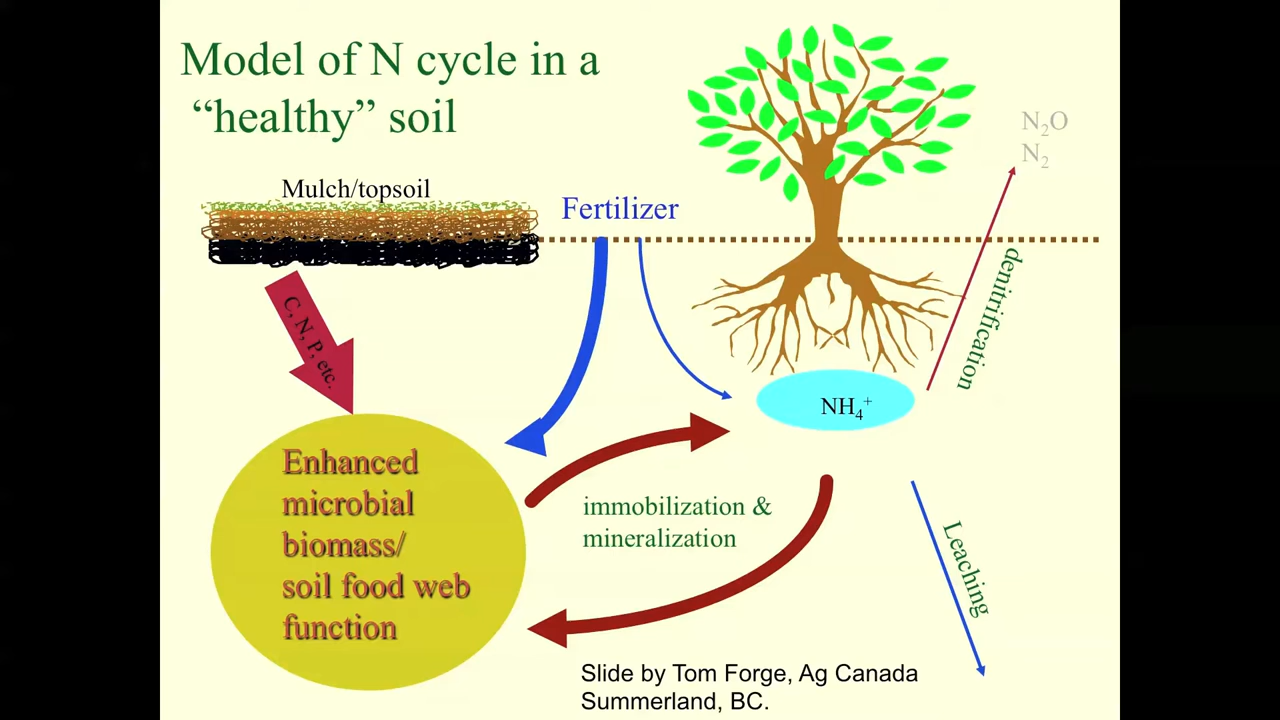 Model of N cycle in a
“healthy” soil
Mulch/topsoil
Fertilizer
N₂O
N₂
denitrification
C, N, P, etc.
NH₄⁺
Enhanced
microbial
biomass/
soil food web
function
immobilization &
mineralization
Leaching
Slide by Tom Forge, Ag Canada
Summerland, BC.